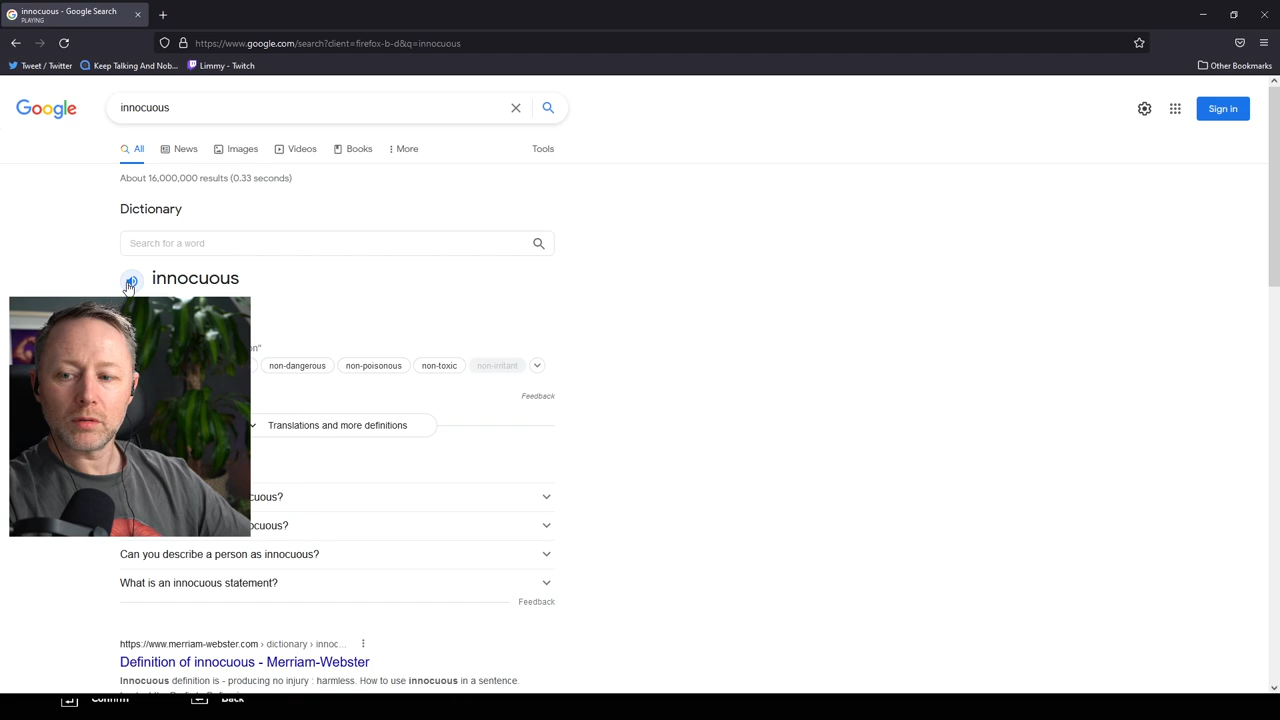 innocuous - Google Search
PLAYING
https://www.google.com/search?client=firefox-b-d&q=innocuous
Tweet / Twitter
Keep Talking And Nob...
Limmy - Twitch
Other Bookmarks
Google
innocuous
Sign in
All
News
Images
Videos
Books
More
Tools
About 16,000,000 results (0.33 seconds)
Dictionary
Search for a word
innocuous
on"
non-dangerous
non-poisonous
non-toxic
non-irritant
Feedback
Translations and more definitions
cuous?
ocuous?
Can you describe a person as innocuous?
What is an innocuous statement?
Feedback
https://www.merriam-webster.com › dictionary › innoc...
Definition of innocuous - Merriam-Webster
Innocuous definition is - producing no injury : harmless. How to use innocuous in a sentence.
Confirm
Back